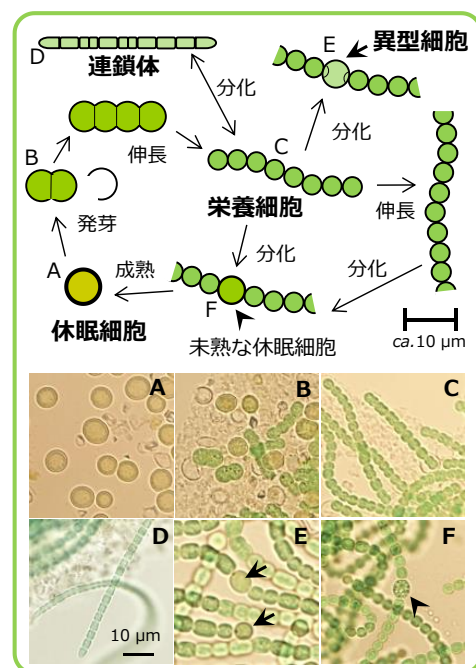 D
連鎖体
E
異型細胞
分化
分化
C
B
伸長
栄養細胞
伸長
発芽
A
成熟
分化
分化
F
休眠細胞
未熟な休眠細胞
ca.10 μm
A
B
C
D
10 μm
E
F